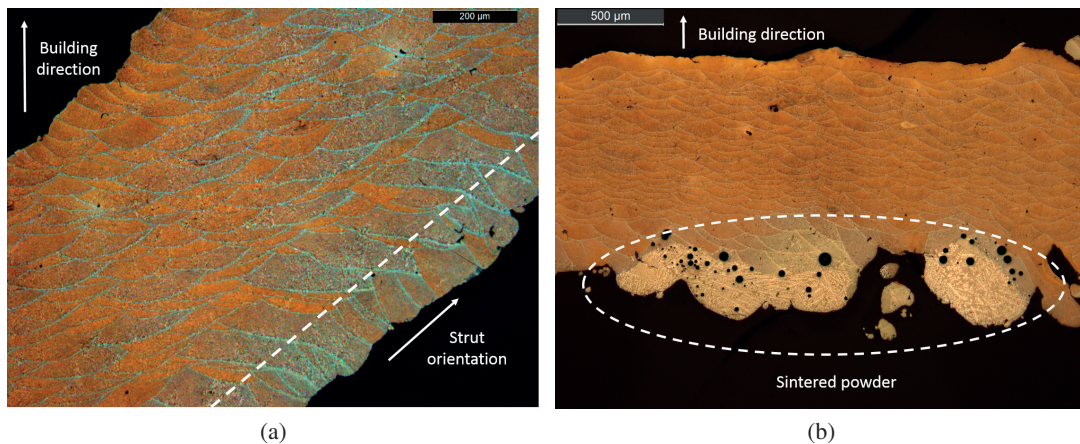 200 µm
Building
direction
Strut
orientation
(a)
500 µm
Building direction
Sintered powder
(b)